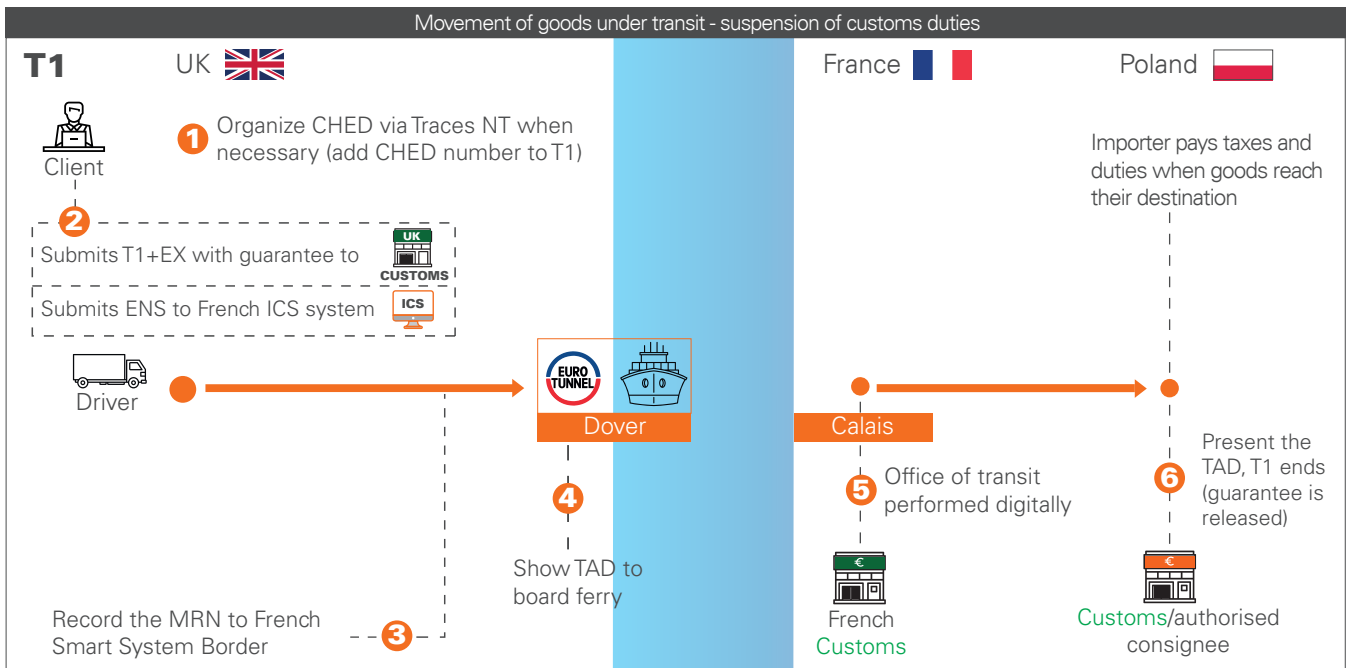 Movement of goods under transit - suspension of customs duties
T1
UK
France
Poland
1
Organize CHED via Traces NT when
necessary (add CHED number to T1)
Client
Importer pays taxes and
duties when goods reach
their destination
2
Submits T1+EX with guarantee to
UK
CUSTOMS
Submits ENS to French ICS system
ICS
Driver
EURO
TUNNEL
Dover
Calais
4
Show TAD to
board ferry
5
Office of transit
performed digitally
6
Present the
TAD, T1 ends
(guarantee is
released)
Record the MRN to French
Smart System Border
3
€
French
Customs
€
Customs/authorised
consignee